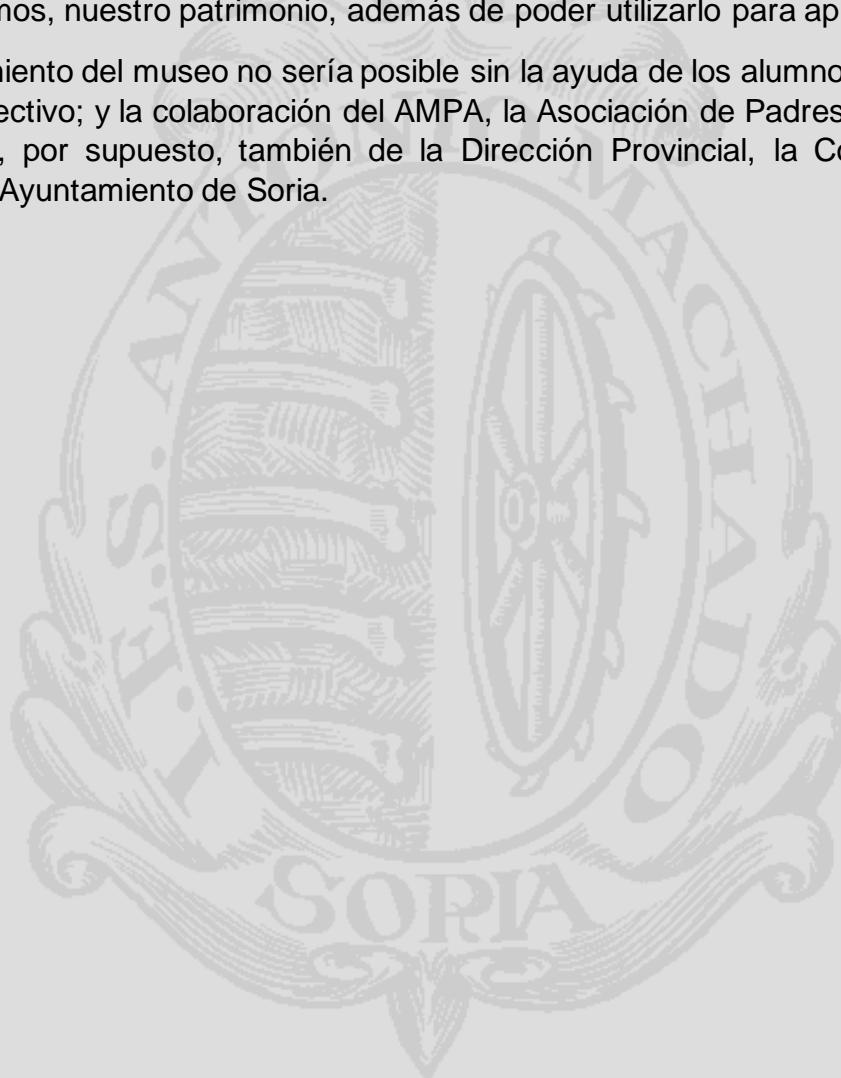 mos, nuestro patrimonio, además de poder utilizarlo para ap
iento del museo no sería posible sin la ayuda de los alumno
ectivo; y la colaboración del AMPA, la Asociación de Padres
, por supuesto, también de la Dirección Provincial, la Co
Ayuntamiento de Soria.
I.E.S. ANTONIO MACHADO
SORIA